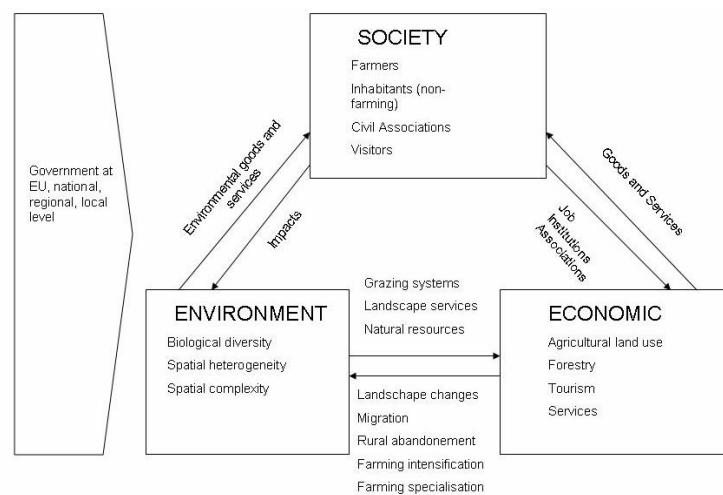 SOCIETY
Farmers
Inhabitants (non-
farming)
Civil Associations
Visitors
Government at
EU, national,
regional, local
level
Environmental goods and
services
Impacts
Goods and Services
Job
Institutions
Associations
Grazing systems
Landscape services
Natural resources
ENVIRONMENT
Biological diversity
Spatial heterogeneity
Spatial complexity
ECONOMIC
Agricultural land use
Forestry
Tourism
Services
Landschape changes
Migration
Rural abandonement
Farming intensification
Farming specialisation